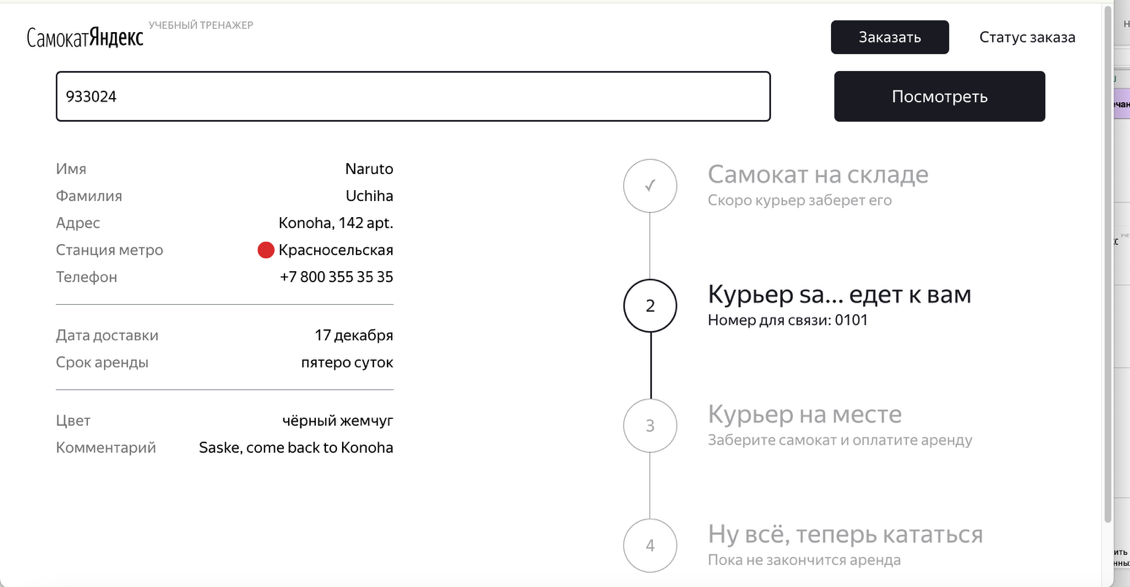 УЧЕБНЫЙ ТРЕНАЖЕР
СамокатЯндекс
Заказать
Статус заказа
933024
Посмотреть
Имя Naruto
Фамилия Uchiha
Адрес Konoha, 142 apt.
Станция метро Красносельская
Телефон +7 800 355 35 35
Дата доставки 17 декабря
Срок аренды пятеро суток
Цвет чёрный жемчуг
Комментарий Saske, come back to Konoha
Самокат на складе
Скоро курьер заберет его
2
Курьер sa... едет к вам
Номер для связи: 0101
3
Курьер на месте
Заберите самокат и оплатите аренду
4
Ну всё, теперь кататься
Пока не закончится аренда